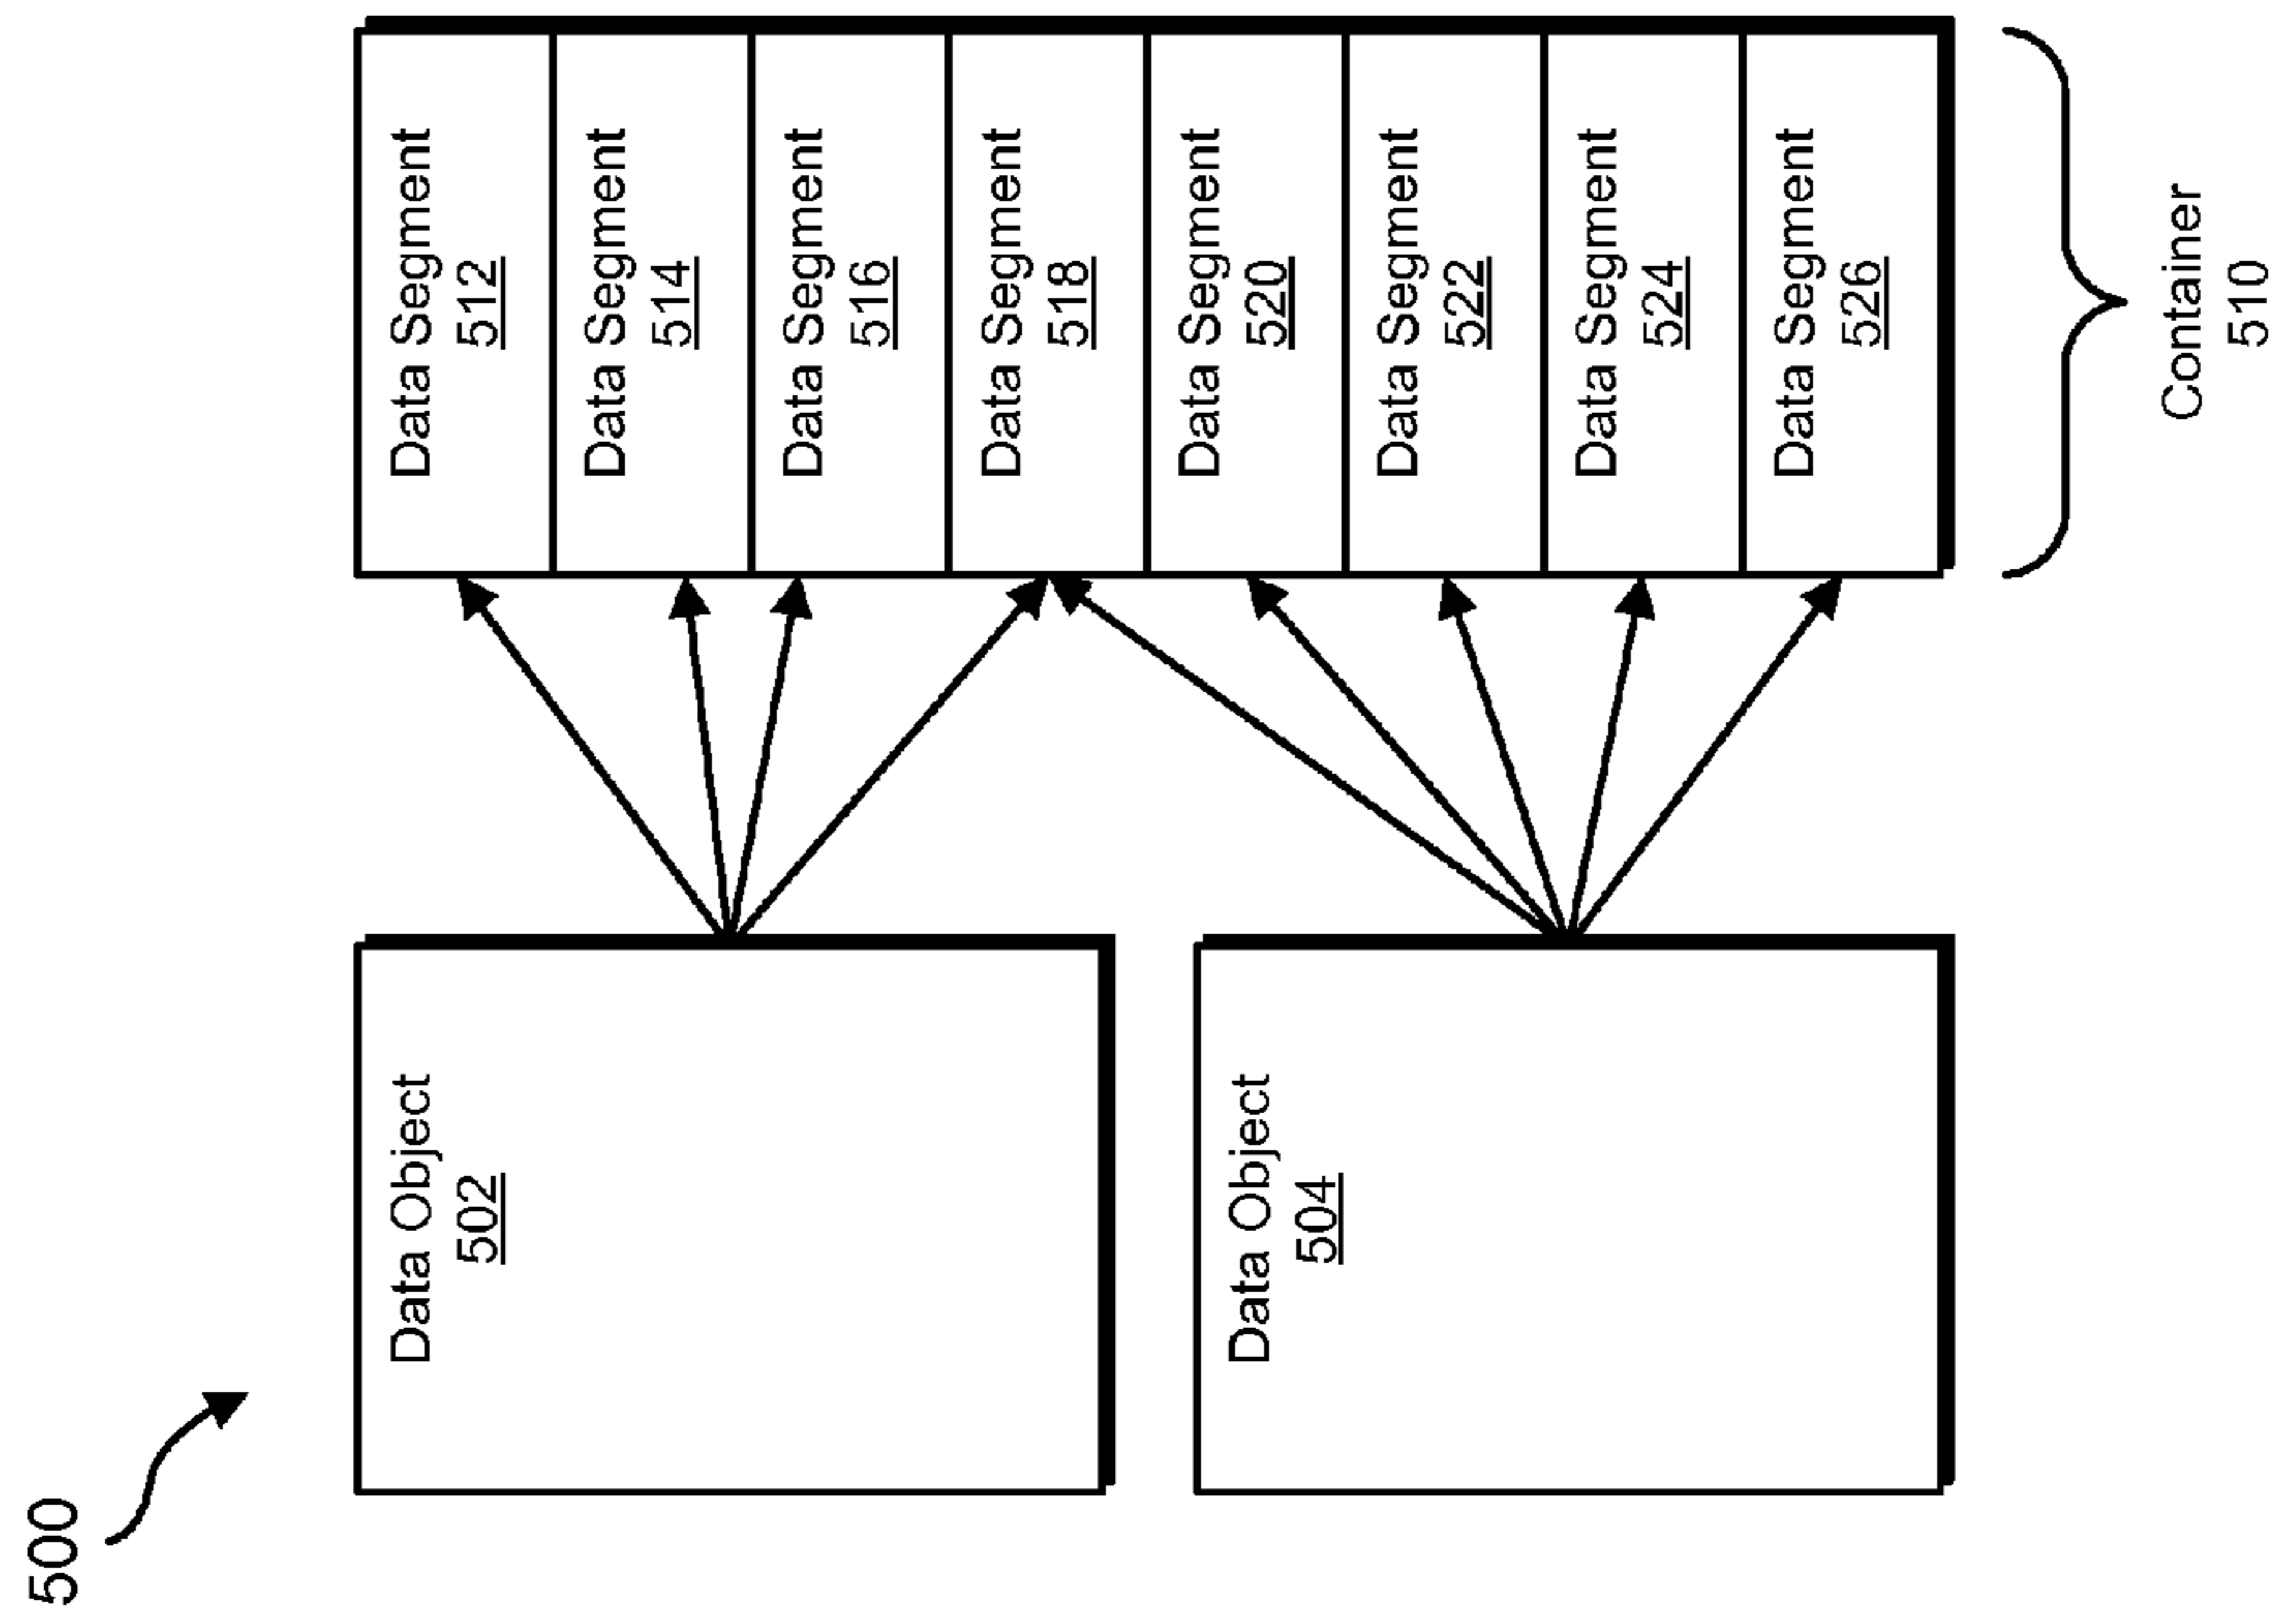 500
Data Object
502
Data Object
504
Data Segment
512
Data Segment
514
Data Segment
516
Data Segment
518
Data Segment
520
Data Segment
522
Data Segment
524
Data Segment
526
Container
510